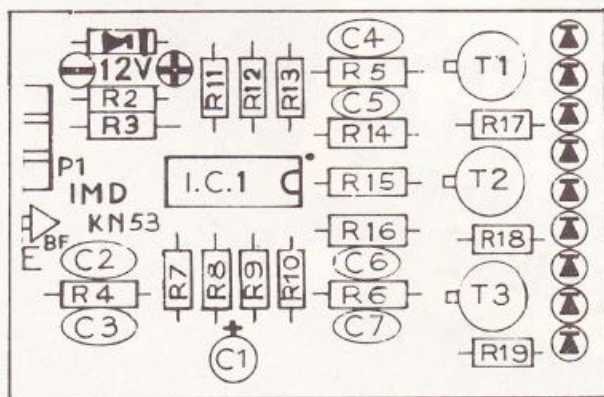 C4
12V
R11
R12
R13
R5
T1
R2
C5
R3
R14
R17
P1
I.C.1
R15
T2
IMD
KN53
R16
BF
R18
E
C2
R7
R8
R9
R10
C6
R4
R6
T3
C3
C7
C1
R19